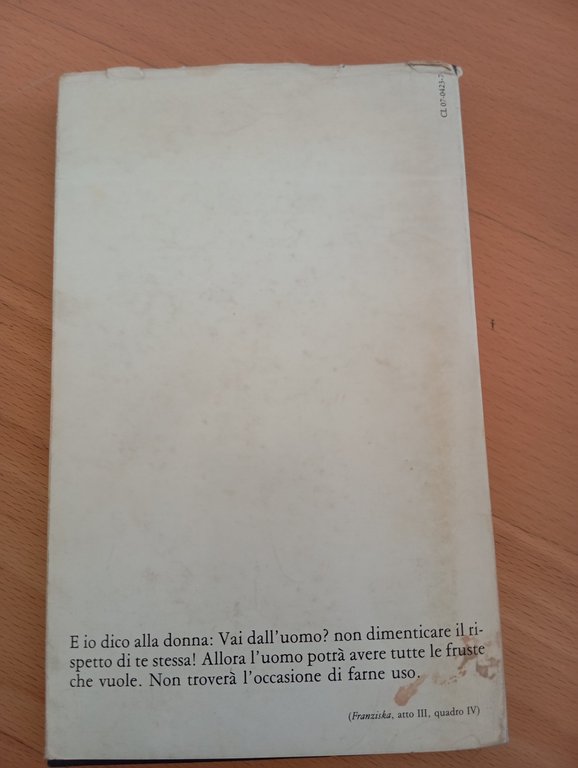 CL 07-0423-7
E io dico alla donna: Vai dall'uomo? non dimenticare il ri-
spetto di te stessa! Allora l'uomo potrà avere tutte le fruste
che vuole. Non troverà l'occasione di farne uso.
(Franziska, atto III, quadro IV)